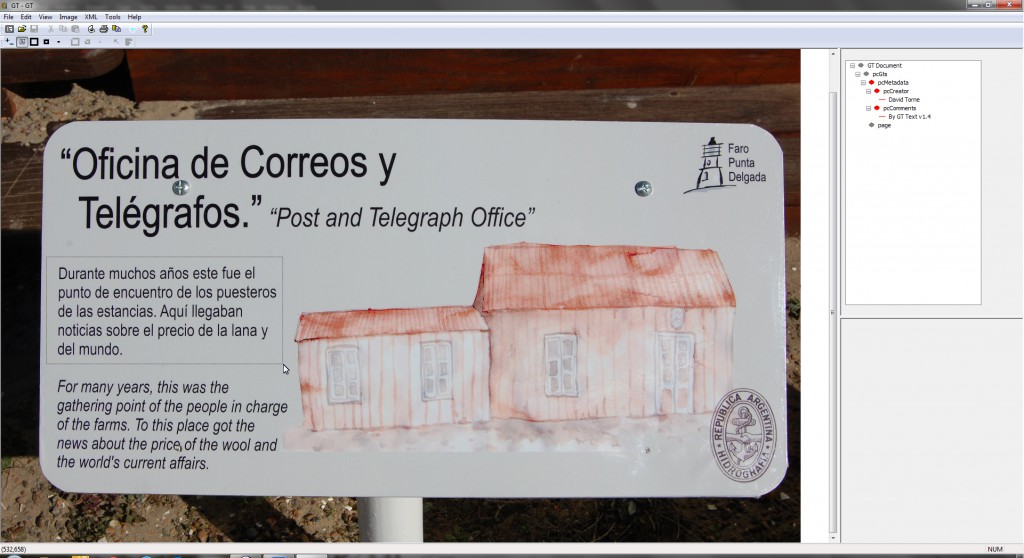 GT - GT
File Edit View Image XML Tools Help
“Oficina de Correos y
Telégrafos.” “Post and Telegraph Office”
Faro
Punta
Delgada
Durante muchos años este fue el
punto de encuentro de los puesteros
de las estancias. Aquí llegaban
noticias sobre el precio de la lana y
del mundo.
For many years, this was the
gathering point of the people in charge
of the farms. To this place got the
news about the price, of the wool and
the world's current affairs.
REPUBLICA ARGENTINA
HIDROGRAFIA
GT Document
pcGts
pcMetadata
pcCreator
David Torne
pcComments
By GT Text v1.4
page
(532,658)
NUM